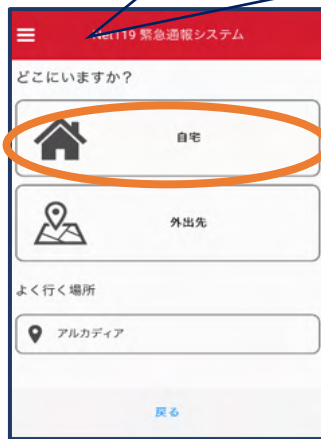 Net119 緊急通報システム
どこにいますか？
自宅
外出先
よく行く場所
アルカディア
戻る